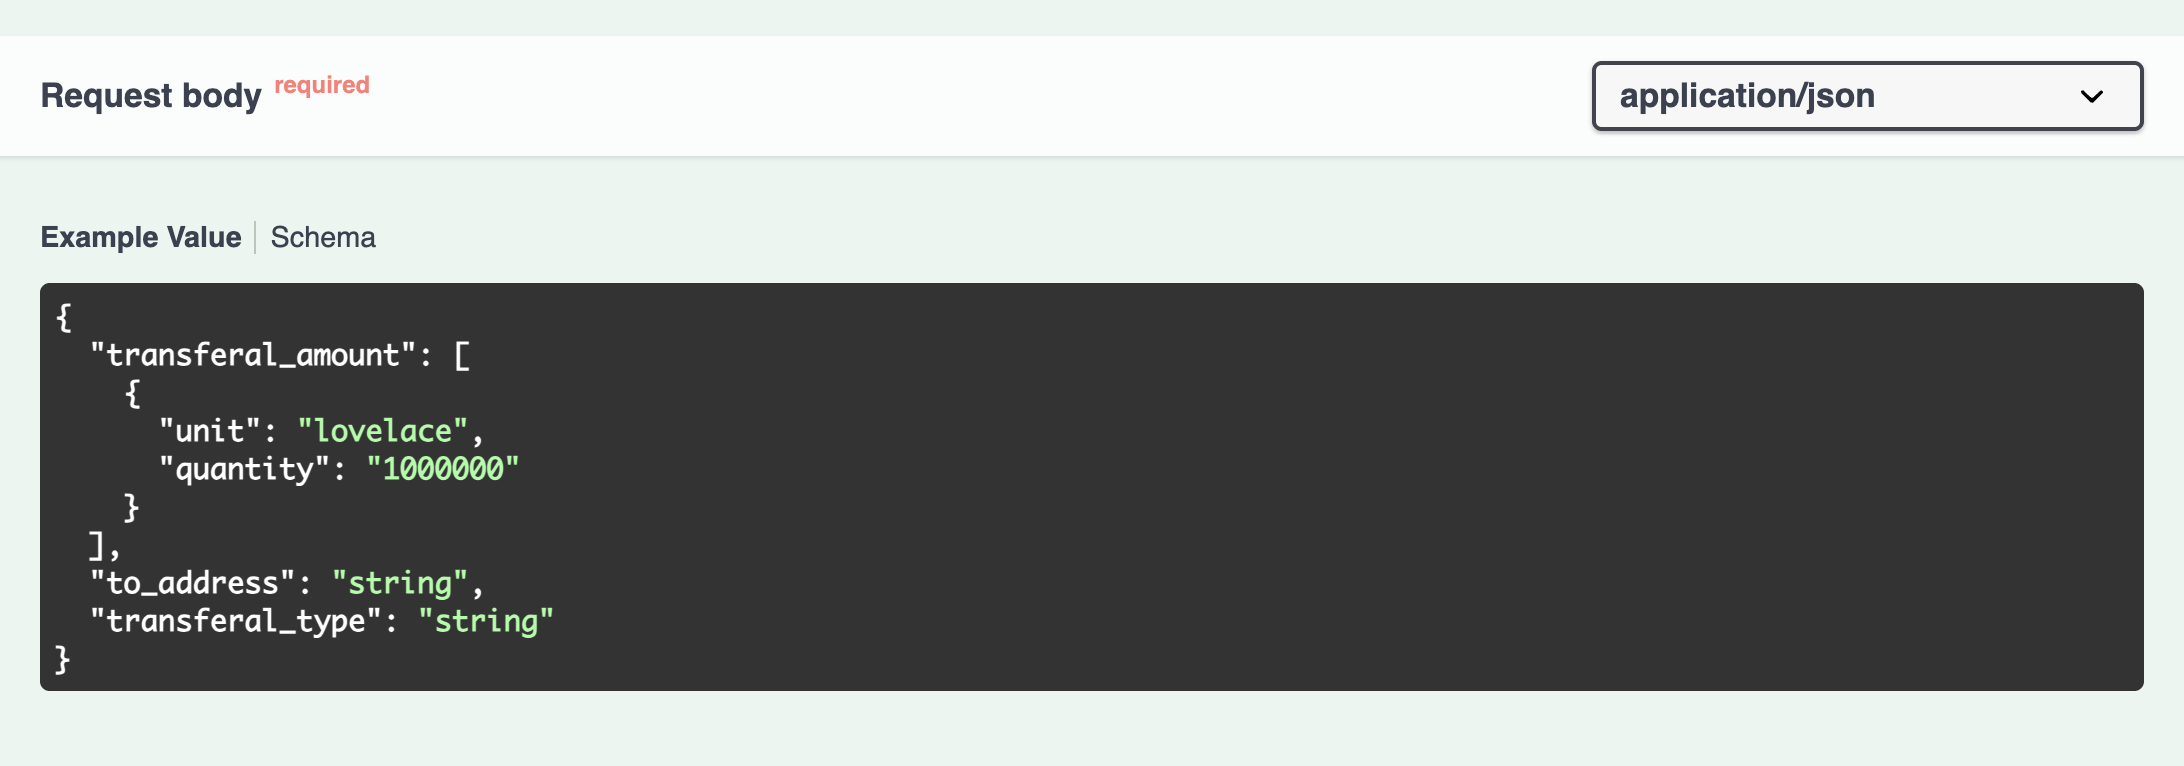 Request body required
application/json
Example Value | Schema
{
  "transferal_amount": [
    {
      "unit": "lovelace",
      "quantity": "1000000"
    }
  ],
  "to_address": "string",
  "transferal_type": "string"
}